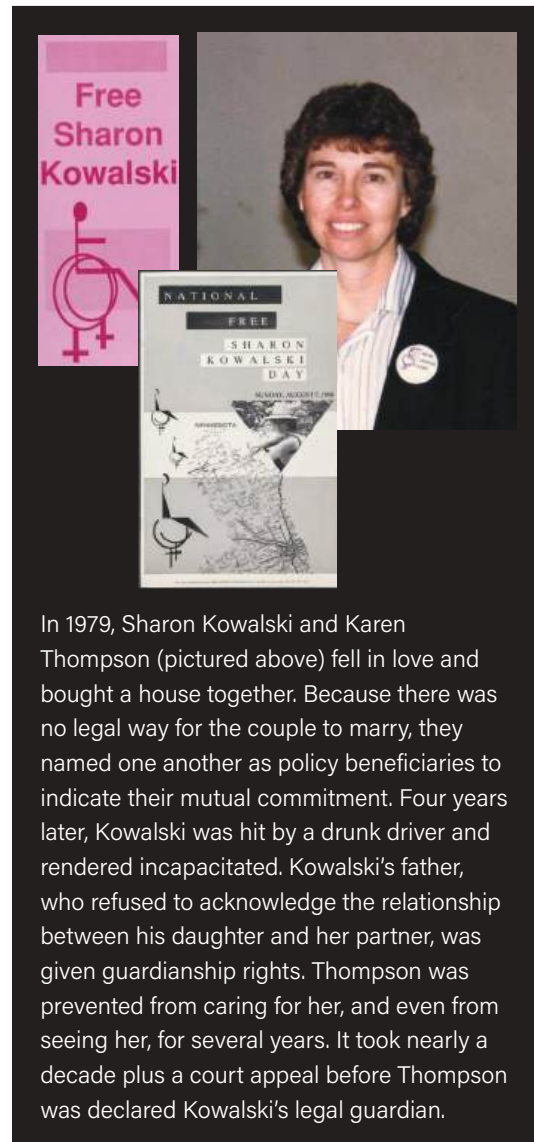 Free
Sharon
Kowalski
NATIONAL
FREE
SHARON
KOWALSKI
DAY
SUNDAY, AUGUST 7, 1988
MINNESOTA
In 1979, Sharon Kowalski and Karen
Thompson (pictured above) fell in love and
bought a house together. Because there was
no legal way for the couple to marry, they
named one another as policy beneficiaries to
indicate their mutual commitment. Four years
later, Kowalski was hit by a drunk driver and
rendered incapacitated. Kowalski’s father,
who refused to acknowledge the relationship
between his daughter and her partner, was
given guardianship rights. Thompson was
prevented from caring for her, and even from
seeing her, for several years. It took nearly a
decade plus a court appeal before Thompson
was declared Kowalski’s legal guardian.